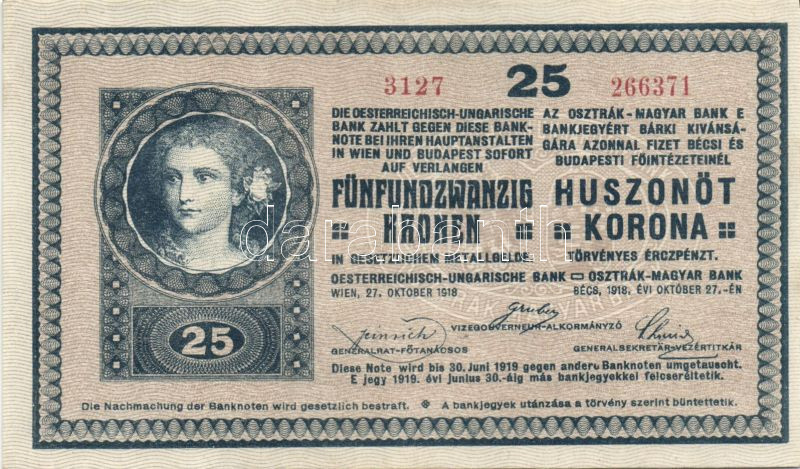 3127 25 266371
DIE OESTERREICHISCH-UNGARISCHE
BANK ZAHLT GEGEN DIESE BANK-
NOTE BEI IHREN HAUPTANSTALTEN
IN WIEN UND BUDAPEST SOFORT
AUF VERLANGEN
FÜNFUNDZWANZIG
KRONEN
IN GESETZLICHEM METALLGELDE.
AZ OSZTRÁK-MAGYAR BANK E
BANKJEGYÉRT BÁRKI KIVÁNSÁ-
GÁRA AZONNAL FIZET BÉCSI ÉS
BUDAPESTI FŐINTÉZETEINÉL
HUSZONÖT
KORONA
TÖRVÉNYES ÉRCZPÉNZT.
OESTERREICHISCH-UNGARISCHE BANK OSZTRÁK-MAGYAR BANK
WIEN, 27. OKTOBER 1918 BÉCS, 1918. ÉVI OKTOBER 27.-ÉN
Gruber
VIZEGOUVERNEUR-ALKORMÁNYZÓ
GENERALRAT-FŐTANÁCSOS
GENERALSEKRETÄR-VEZÉRTITKÁR
Diese Note wird bis 30. Juni 1919 gegen andere Banknoten umgetauscht.
E jegy 1919. évi junius 30.-áig más bankjegyekkel felcseréltetik.
25
Die Nachmachung der Banknoten wird gesetzlich bestraft. A bankjegyek utánzása a törvény szerint büntettetik.
darabanth